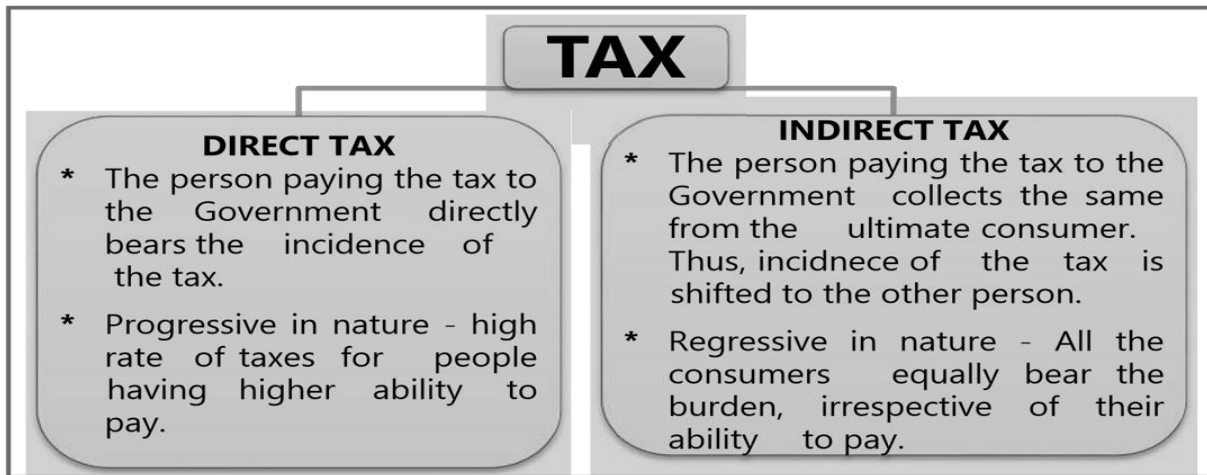 TAX
DIRECT TAX
* The person paying the tax to
the Government directly
bears the incidence of
the tax.
* Progressive in nature - high
rate of taxes for people
having higher ability to
pay.
INDIRECT TAX
* The person paying the tax to the
Government collects the same
from the ultimate consumer.
Thus, incidnece of the tax is
shifted to the other person.
* Regressive in nature - All the
consumers equally bear the
burden, irrespective of their
ability to pay.